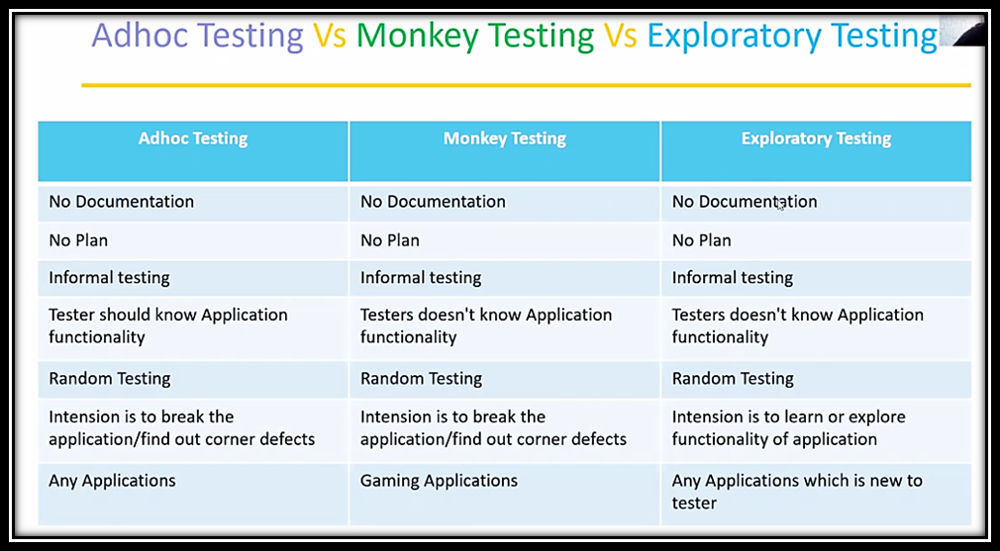 Adhoc Testing Vs Monkey Testing Vs Exploratory Testing
Adhoc Testing
Monkey Testing
Exploratory Testing
No Documentation
No Documentation
No Documentation
No Plan
No Plan
No Plan
Informal testing
Informal testing
Informal testing
Tester should know Application
functionality
Testers doesn't know Application
functionality
Testers doesn't know Application
functionality
Random Testing
Random Testing
Random Testing
Intension is to break the
application/find out corner defects
Intension is to break the
application/find out corner defects
Intension is to learn or explore
functionality of application
Any Applications
Gaming Applications
Any Applications which is new to
tester